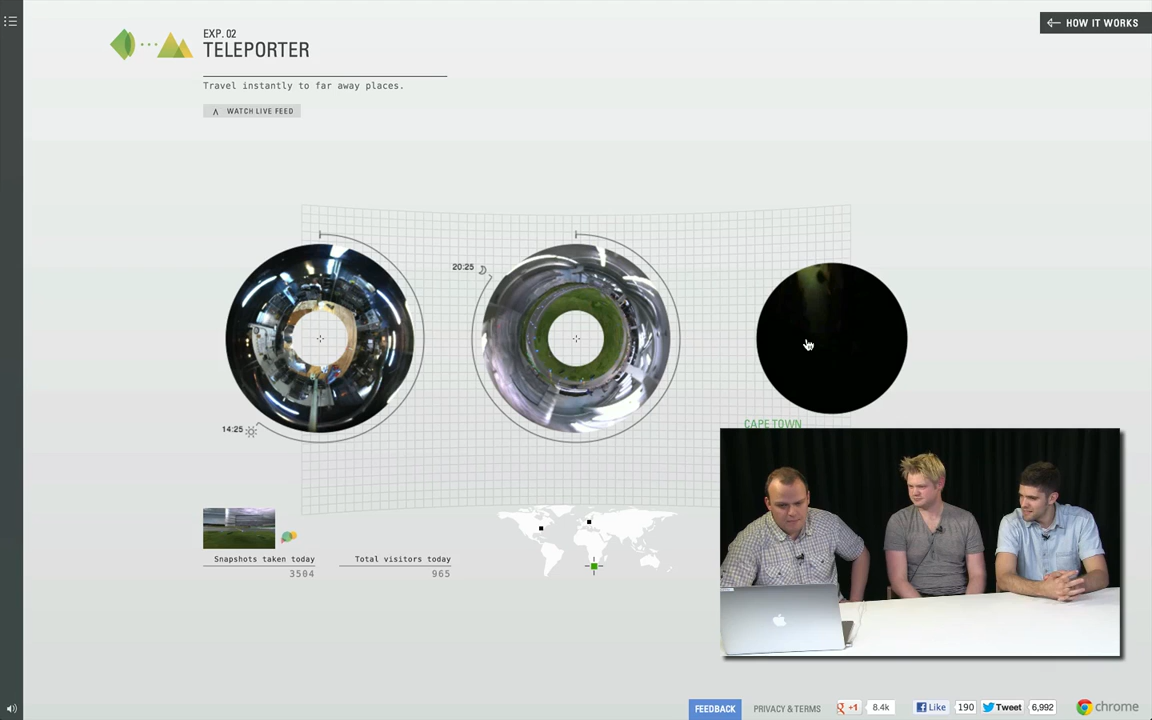 EXP. 02
TELEPORTER
HOW IT WORKS
Travel instantly to far away places.
WATCH LIVE FEED
20:25
14:25
CAPE TOWN
Snapshots taken today
3504
Total visitors today
965
FEEDBACK
PRIVACY & TERMS
+1
8.4k
Like
190
Tweet
6,992
chrome